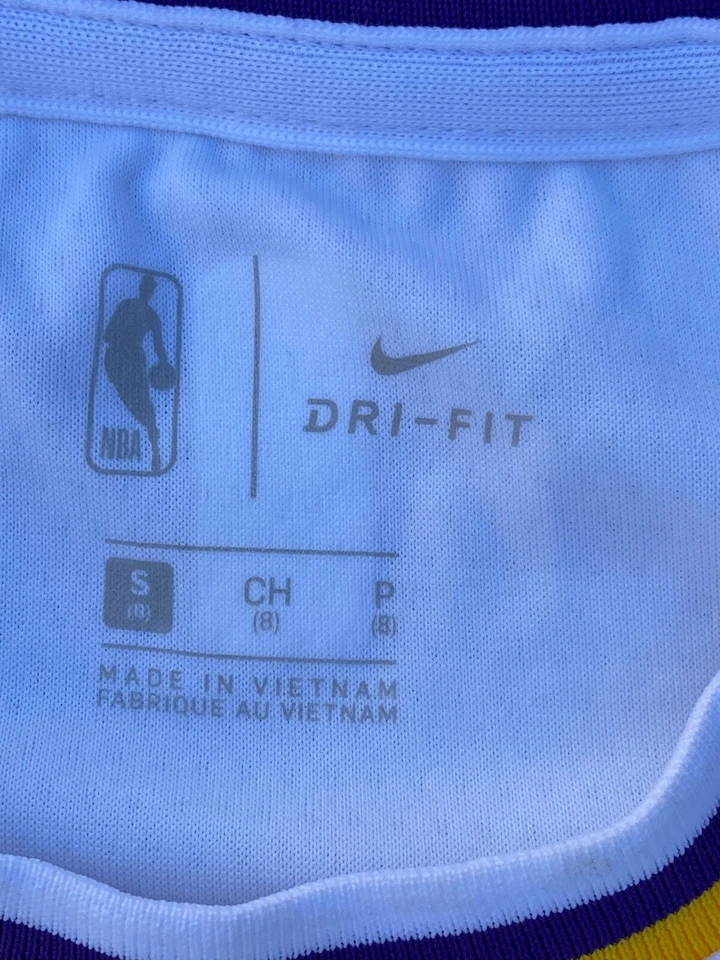 NBA
DRI-FIT
S CH P
(8) (8) (8)
MADE IN VIETNAM
FABRIQUE AU VIETNAM